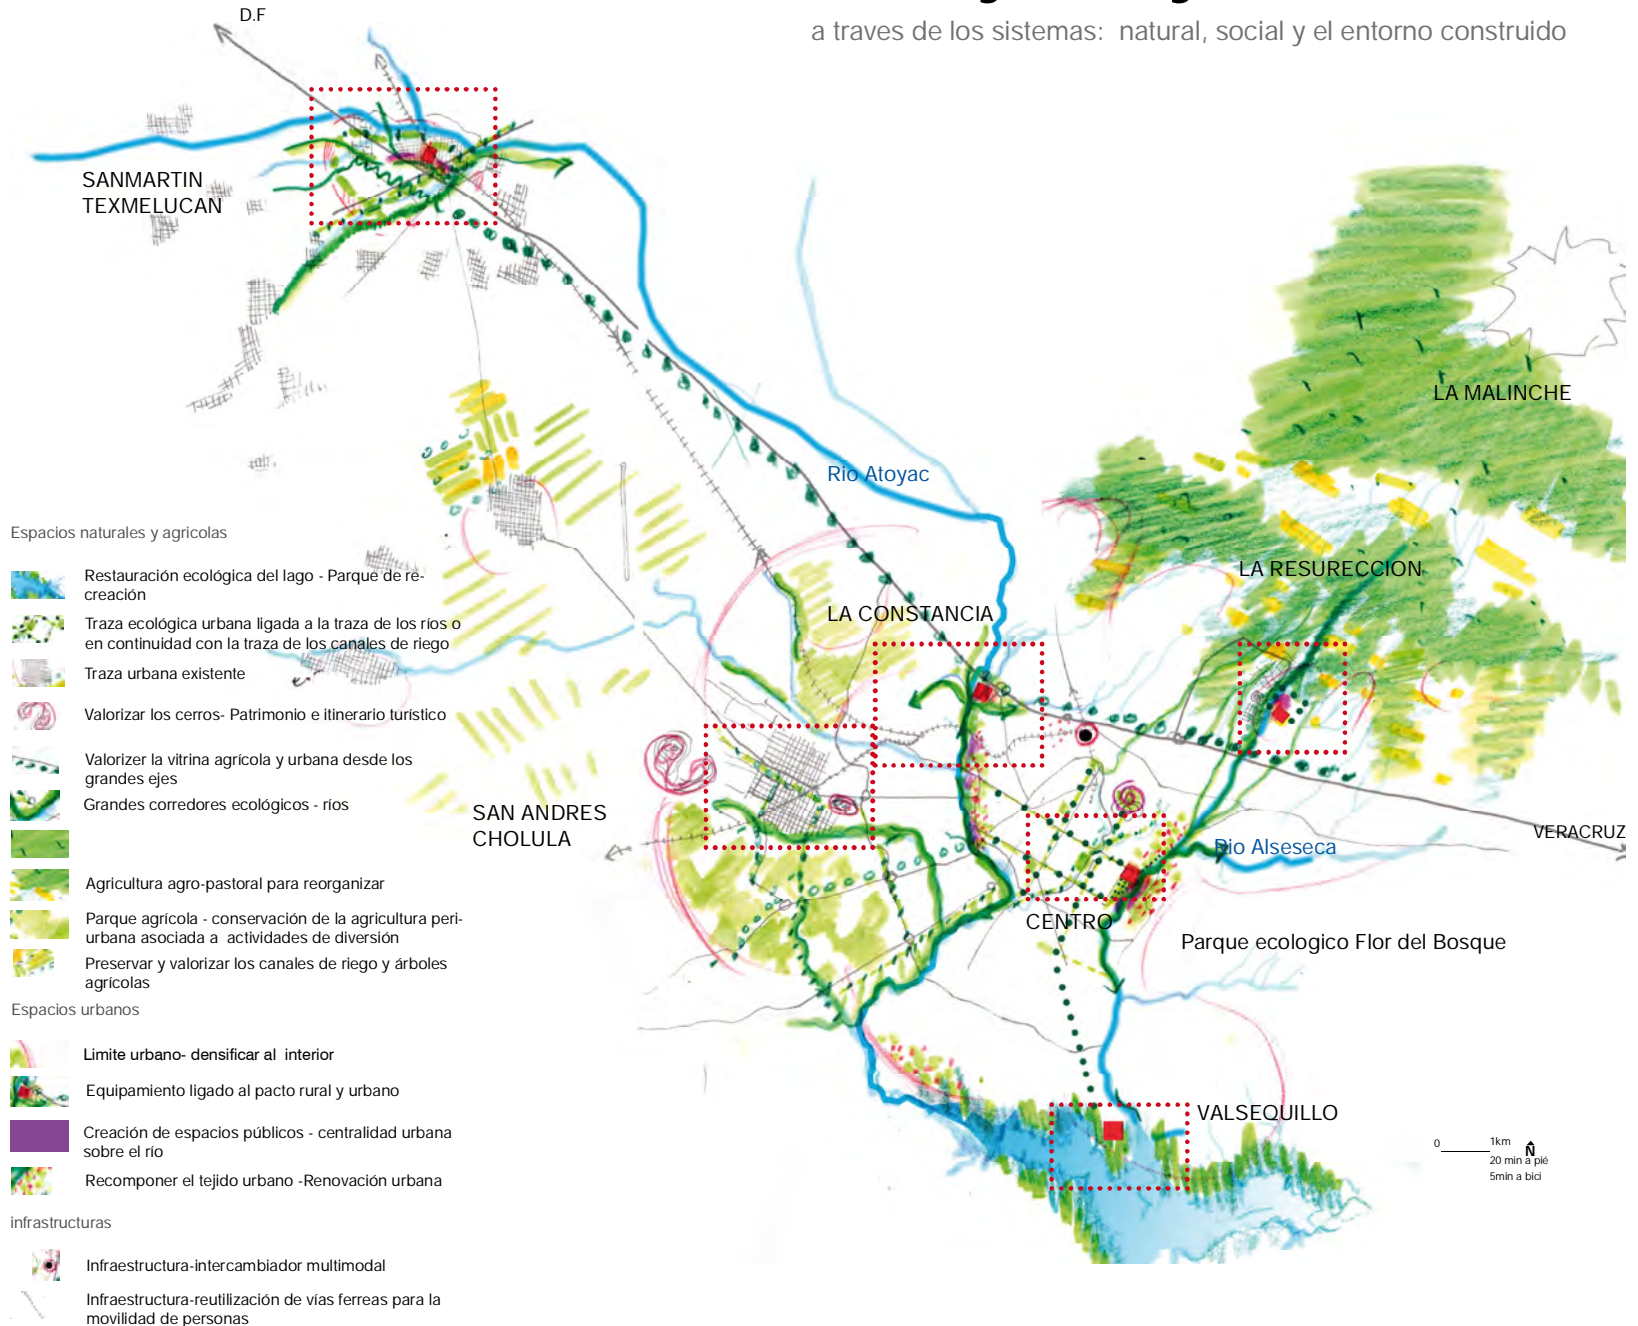 D.F
a traves de los sistemas: natural, social y el entorno construido
SANMARTIN
TEXMELUCAN
LA MALINCHE
Rio Atoyac
LA RESURECCION
LA CONSTANCIA
SAN ANDRES
CHOLULA
VERACRUZ
Rio Alseseca
CENTRO
Parque ecologico Flor del Bosque
VALSEQUILLO
0
1km
N
20 min a pié
5min a bici
Espacios naturales y agricolas
Restauración ecológica del lago - Parque de re-
creación
Traza ecológica urbana ligada a la traza de los ríos o
en continuidad con la traza de los canales de riego
Traza urbana existente
Valorizar los cerros- Patrimonio e itinerario turístico
Valorizer la vitrina agrícola y urbana desde los
grandes ejes
Grandes corredores ecológicos - ríos
Agricultura agro-pastoral para reorganizar
Parque agrícola - conservación de la agricultura peri-
urbana asociada a actividades de diversión
Preservar y valorizar los canales de riego y árboles
agrícolas
Espacios urbanos
Limite urbano- densificar al interior
Equipamiento ligado al pacto rural y urbano
Creación de espacios públicos - centralidad urbana
sobre el río
Recomponer el tejido urbano -Renovación urbana
infrastructuras
Infraestructura-intercambiador multimodal
Infraestructura-reutilización de vías ferreas para la
movilidad de personas